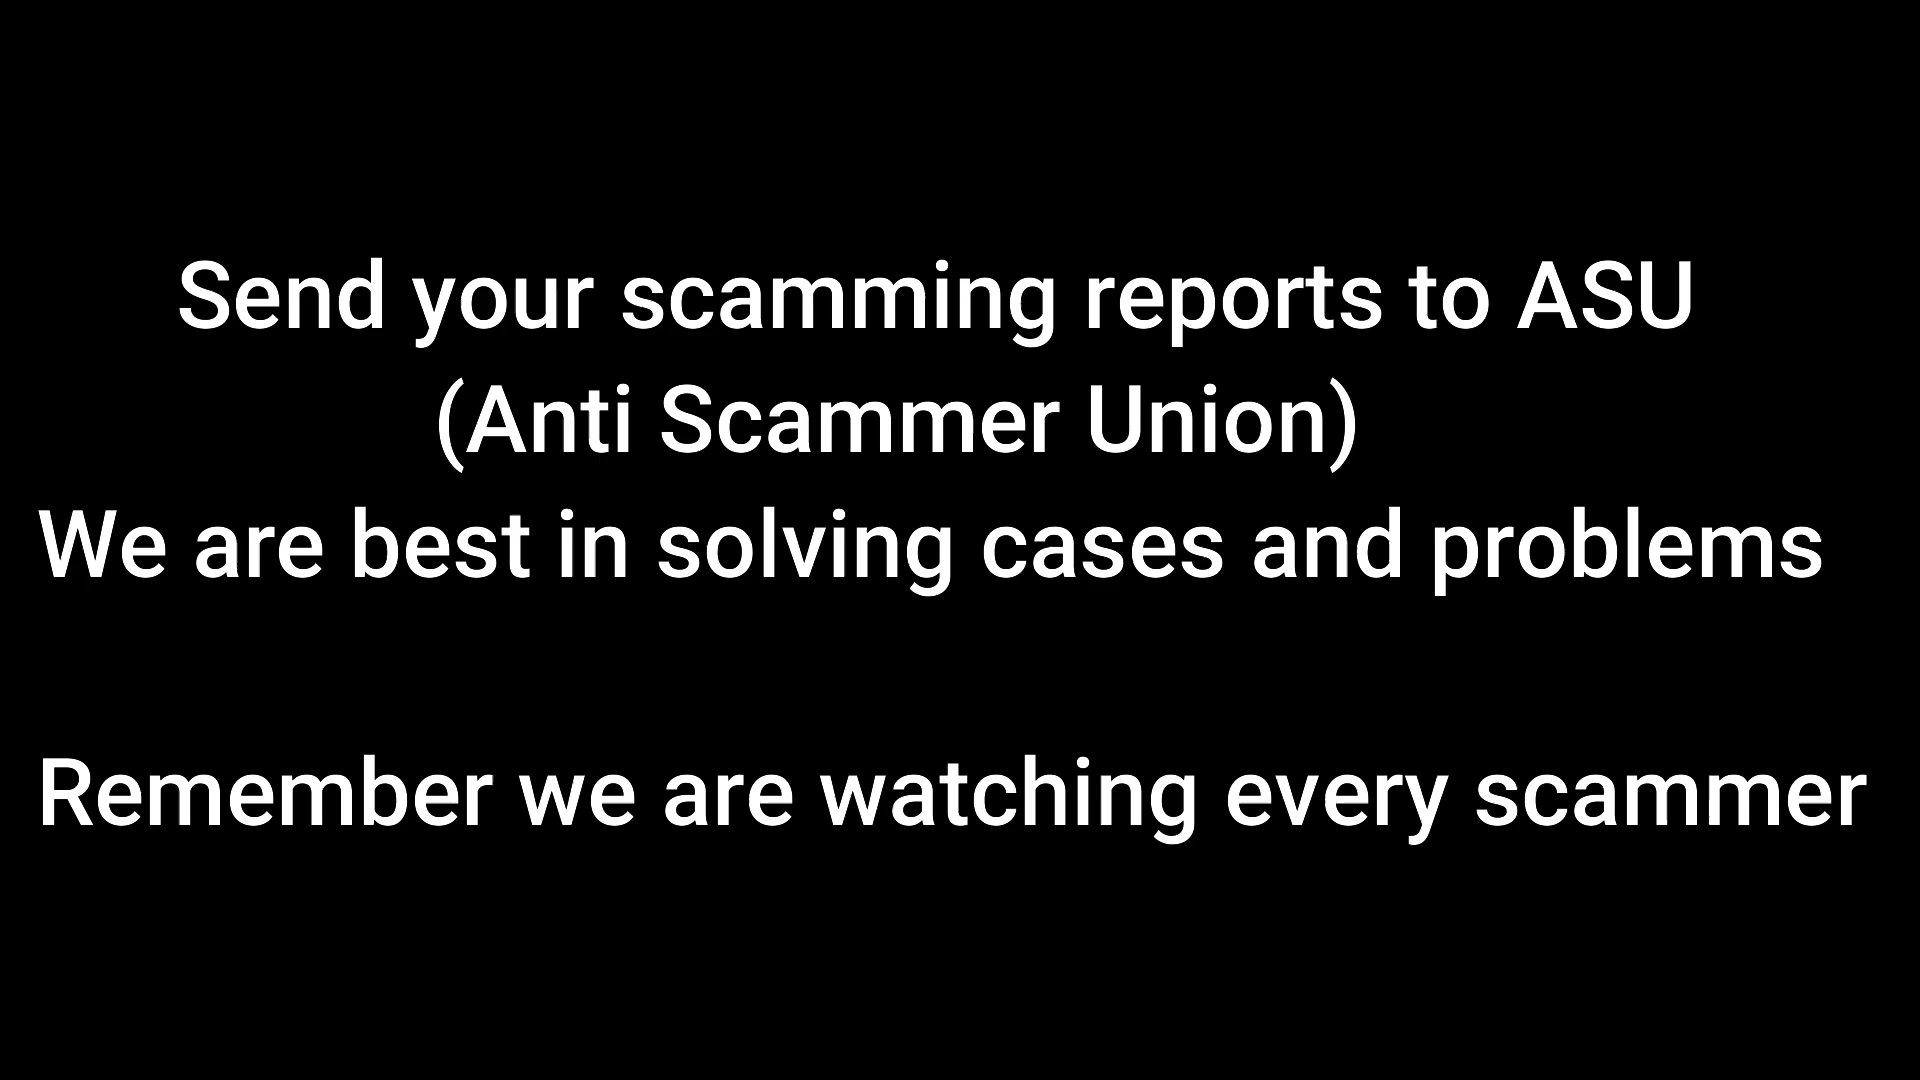 Send your scamming reports to ASU
(Anti Scammer Union)
We are best in solving cases and problems
Remember we are watching every scammer